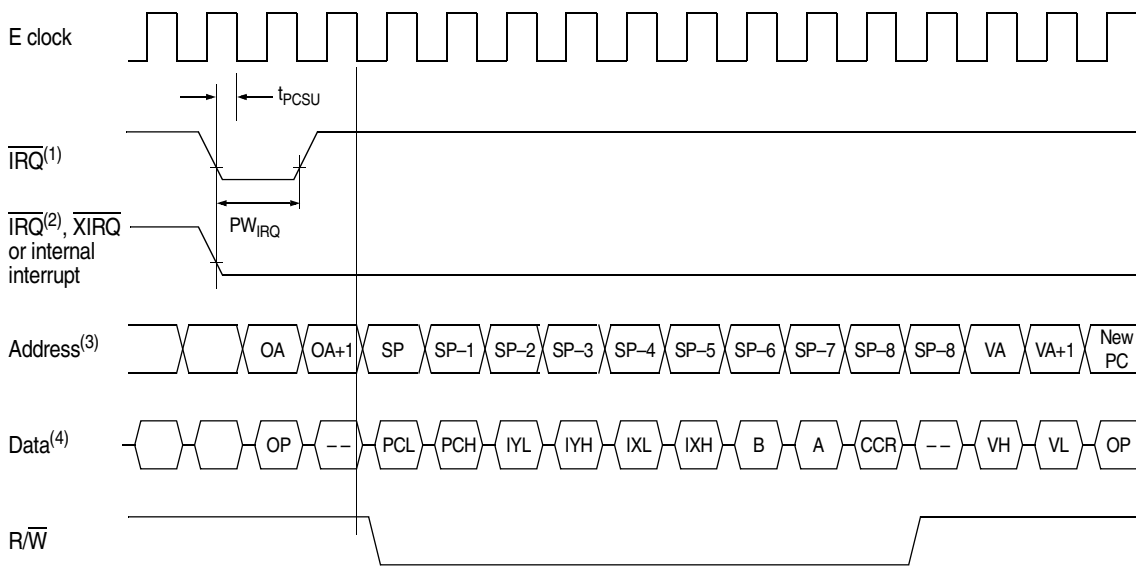 E clock
tPCSU
IRQ(1)
PWIRQ
IRQ(2), XIRQ
or internal
interrupt
Address(3) OA OA+1 SP SP–1 SP–2 SP–3 SP–4 SP–5 SP–6 SP–7 SP–8 SP–8 VA VA+1 New PC
Data(4) OP – – PCL PCH IYL IYH IXL IXH B A CCR – – VH VL OP
R/W